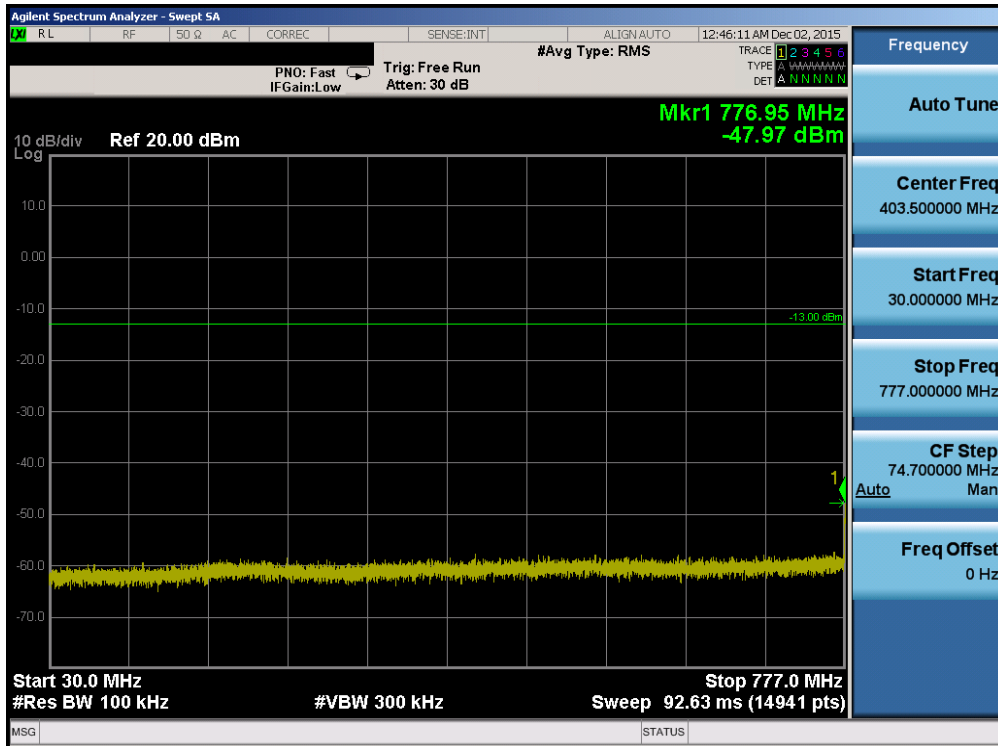 Agilent Spectrum Analyzer - Swept SA
LXI RL RF 50 Ω AC CORREC SENSE:INT ALIGN AUTO 12:46:11 AM Dec 02, 2015
#Avg Type: RMS
TRACE 1 2 3 4 5 6
TYPE A WWWWW
DET A N N N N N
PNO: Fast
IFGain:Low
Trig: Free Run
Atten: 30 dB
Mkr1 776.95 MHz
-47.97 dBm
10 dB/div
Log
Ref 20.00 dBm
10.0
0.00
-10.0
-13.00 dBm
-20.0
-30.0
-40.0
1
-50.0
-60.0
-70.0
Start 30.0 MHz
Stop 777.0 MHz
#Res BW 100 kHz
#VBW 300 kHz
Sweep 92.63 ms (14941 pts)
MSG
STATUS
Frequency
Auto Tune
Center Freq
403.500000 MHz
Start Freq
30.000000 MHz
Stop Freq
777.000000 MHz
CF Step
74.700000 MHz
Auto Man
Freq Offset
0 Hz